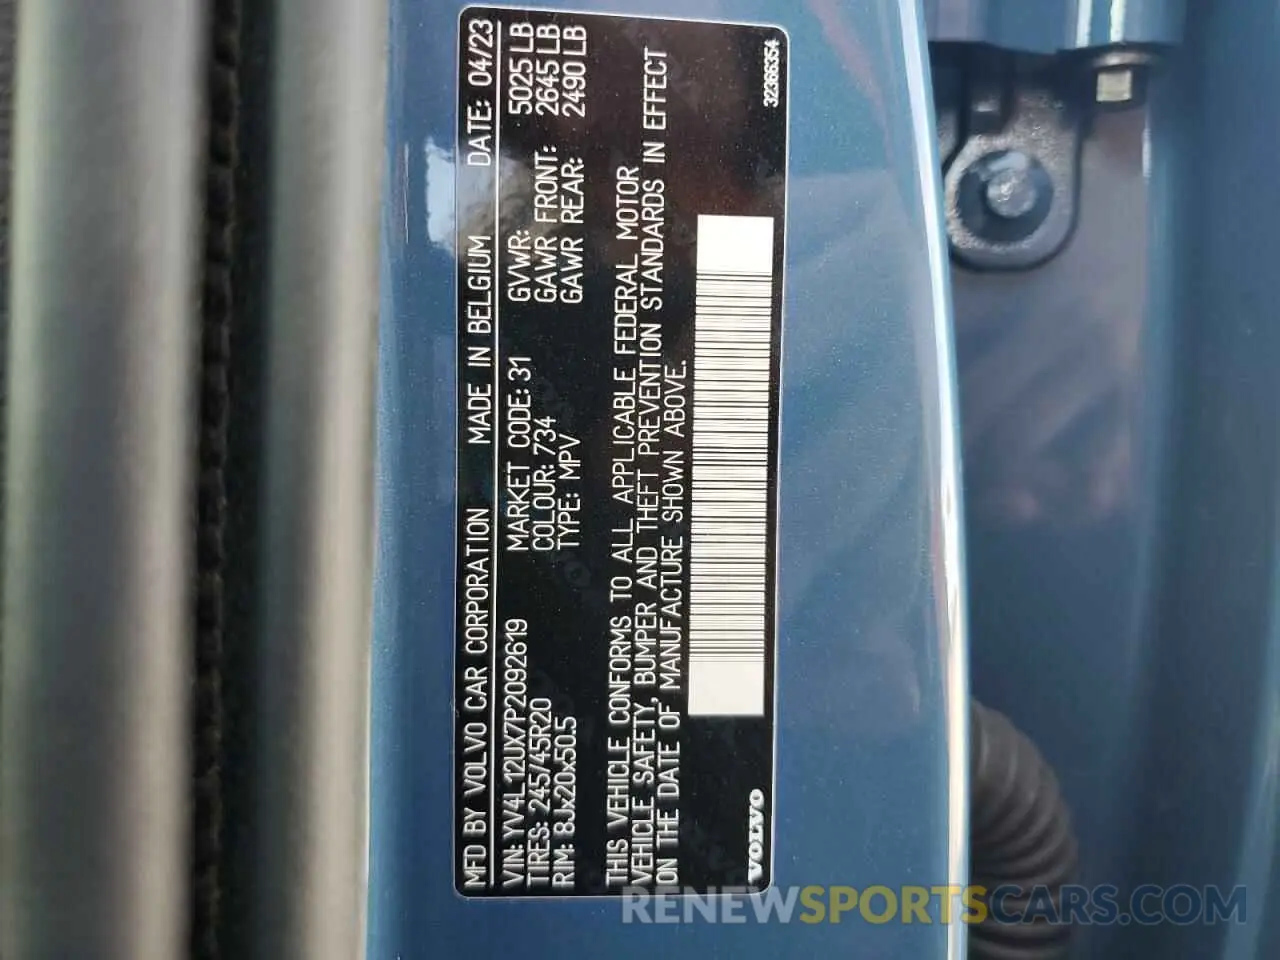 MFD BY VOLVO CAR CORPORATION MADE IN BELGIUM DATE: 04/23
VIN: YV4L12UX7P2092619 MARKET CODE: 31 GVWR: 5025 LB
TIRES: 245/45R20 COLOUR: 734 GAWR FRONT: 2645 LB
RIM: 8Jx20x50.5 TYPE: MPV GAWR REAR: 2490 LB
THIS VEHICLE CONFORMS TO ALL APPLICABLE FEDERAL MOTOR
VEHICLE SAFETY, BUMPER AND THEFT PREVENTION STANDARDS IN EFFECT
ON THE DATE OF MANUFACTURE SHOWN ABOVE.
VOLVO 32366354
RENEWSPORTSCARS.COM